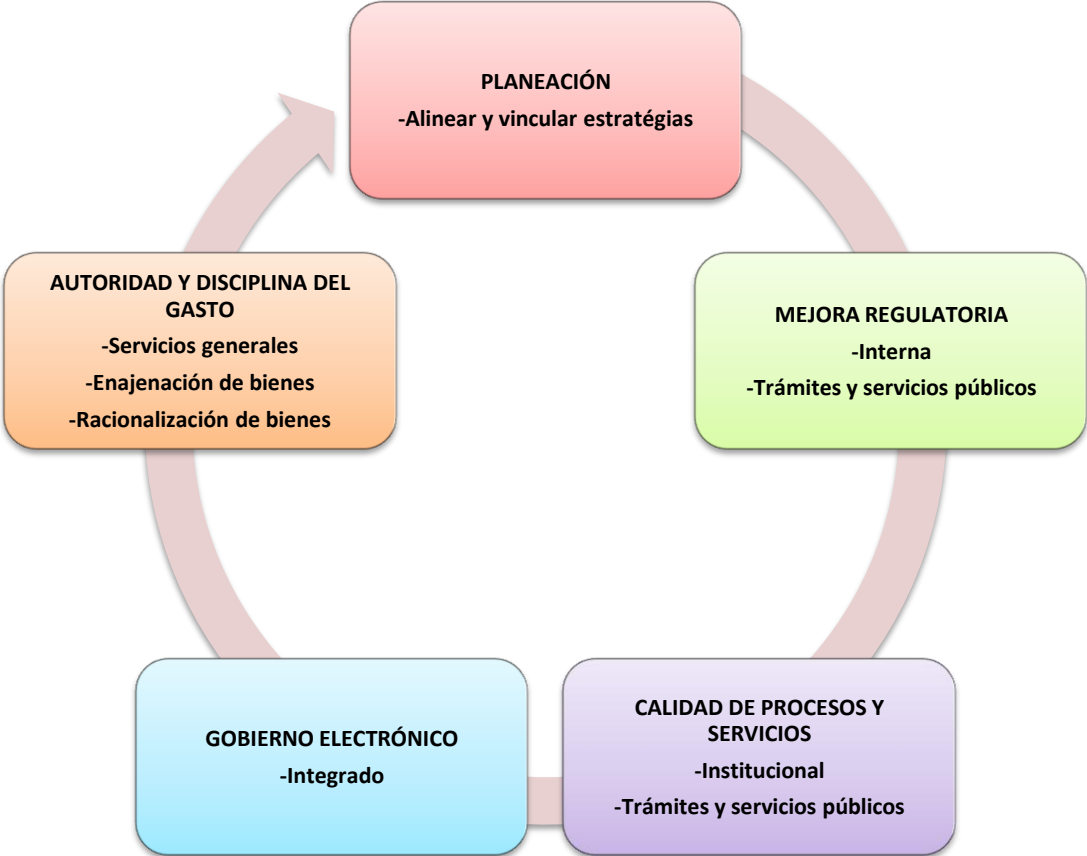 PLANEACIÓN
-Alinear y vincular estratégias
MEJORA REGULATORIA
-Interna
-Trámites y servicios públicos
CALIDAD DE PROCESOS Y
SERVICIOS
-Institucional
-Trámites y servicios públicos
GOBIERNO ELECTRÓNICO
-Integrado
AUTORIDAD Y DISCIPLINA DEL
GASTO
-Servicios generales
-Enajenación de bienes
-Racionalización de bienes